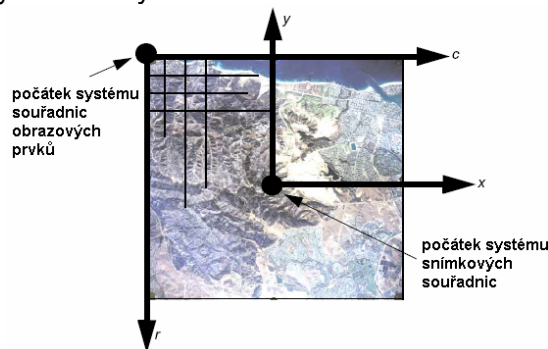 y
c
počátek systému
souřadnic
obrazových
prvků
x
počátek systému
snímkových
souřadnic
r